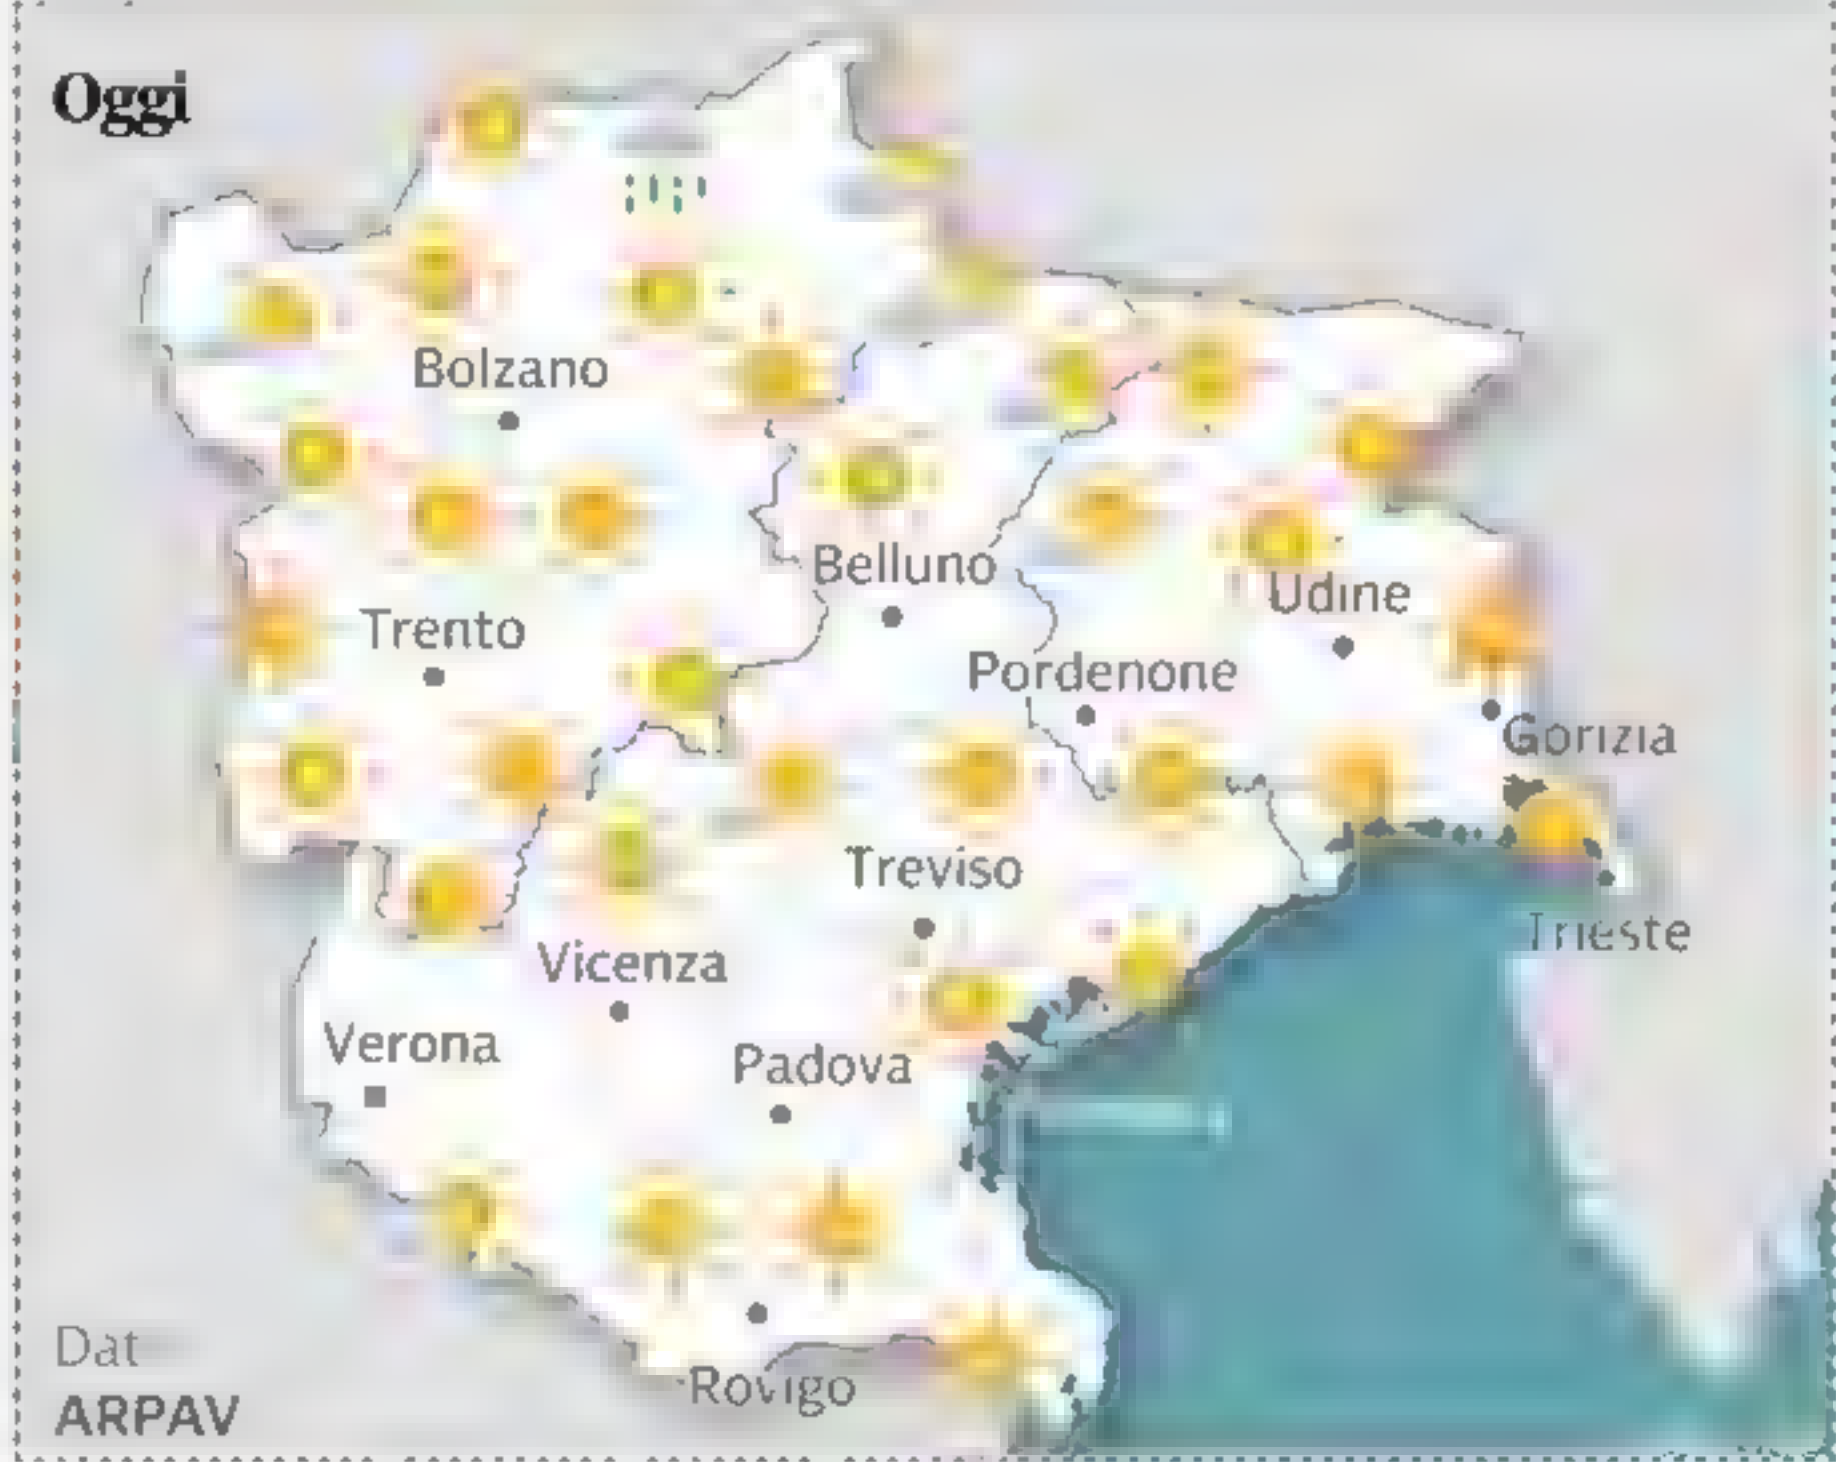 Oggi
Bolzano
Belluno
Udine
Trento
Pordenone
Gorizia
Treviso
Trieste
Vicenza
Verona
Padova
Rovigo
Dat
ARPAV